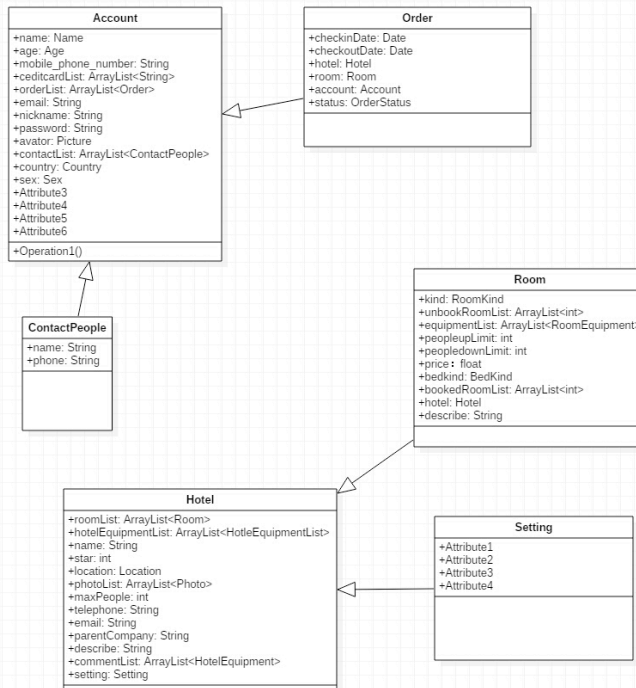 Account
+name: Name
+age: Age
+mobile_phone_number: String
+ceditcardList: ArrayList<String>
+orderList: ArrayList<Order>
+email: String
+nickname: String
+password: String
+avator: Picture
+contactList: ArrayList<ContactPeople>
+country: Country
+sex: Sex
+Attribute3
+Attribute4
+Attribute5
+Attribute6
+Operation1()
Order
+checkinDate: Date
+checkoutDate: Date
+hotel: Hotel
+room: Room
+account: Account
+status: OrderStatus
ContactPeople
+name: String
+phone: String
Room
+kind: RoomKind
+unbookRoomList: ArrayList<int>
+equipmentList: ArrayList<RoomEquipment>
+peopleupLimit: int
+peopledownLimit: int
+price：float
+bedkind: BedKind
+bookedRoomList: ArrayList<int>
+hotel: Hotel
+describe: String
Hotel
+roomList: ArrayList<Room>
+hotelEquipmentList: ArrayList<HotleEquipmentList>
+name: String
+star: int
+location: Location
+photoList: ArrayList<Photo>
+maxPeople: int
+telephone: String
+email: String
+parentCompany: String
+describe: String
+commentList: ArrayList<HotelEquipment>
+setting: Setting
Setting
+Attribute1
+Attribute2
+Attribute3
+Attribute4